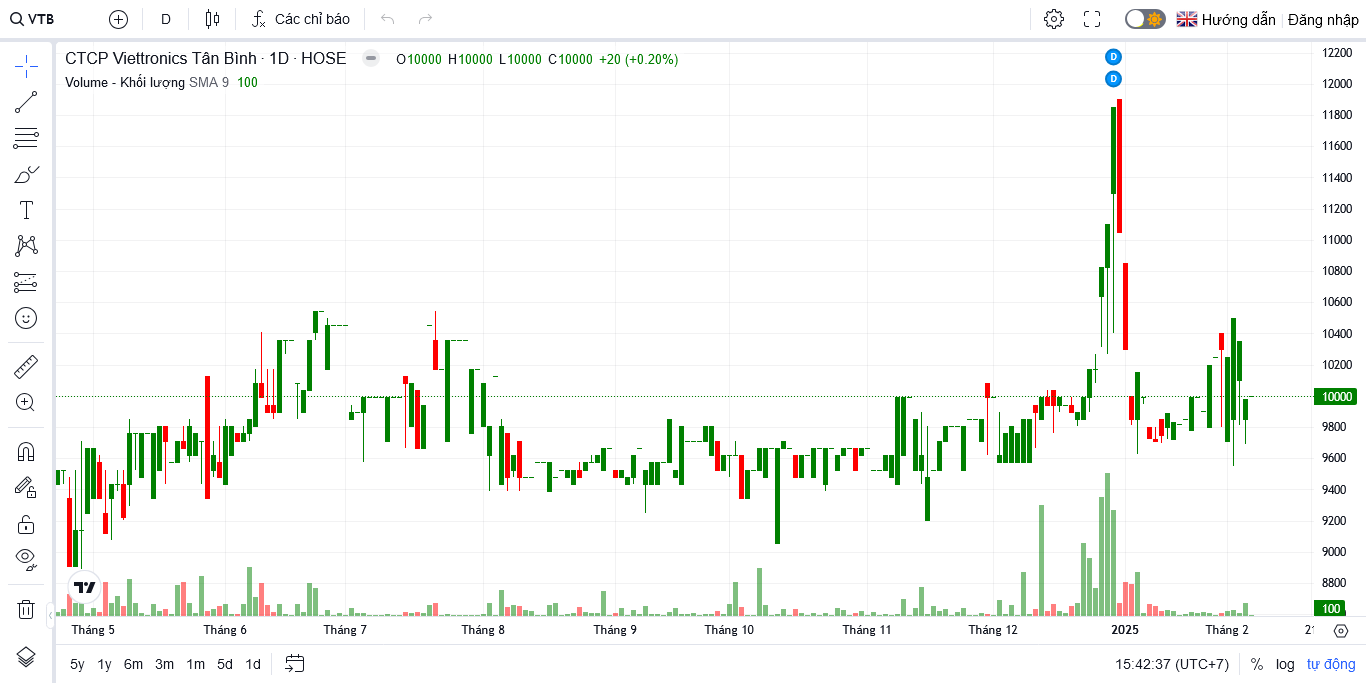 VTB D Các chỉ báo Hướng dẫn Đăng nhập
CTCP Viettronics Tân Bình · 1D · HOSE O10000 H10000 L10000 C10000 +20 (+0.20%)
Volume - Khối lượng SMA 9 100
D
D
12200
12000
11800
11600
11400
11200
11000
10800
10600
10400
10200
10000
9800
9600
9400
9200
9000
8800
100
Tháng 5 Tháng 6 Tháng 7 Tháng 8 Tháng 9 Tháng 10 Tháng 11 Tháng 12 2025 Tháng 2 21
5y 1y 6m 3m 1m 5d 1d 15:42:37 (UTC+7) % log tự động